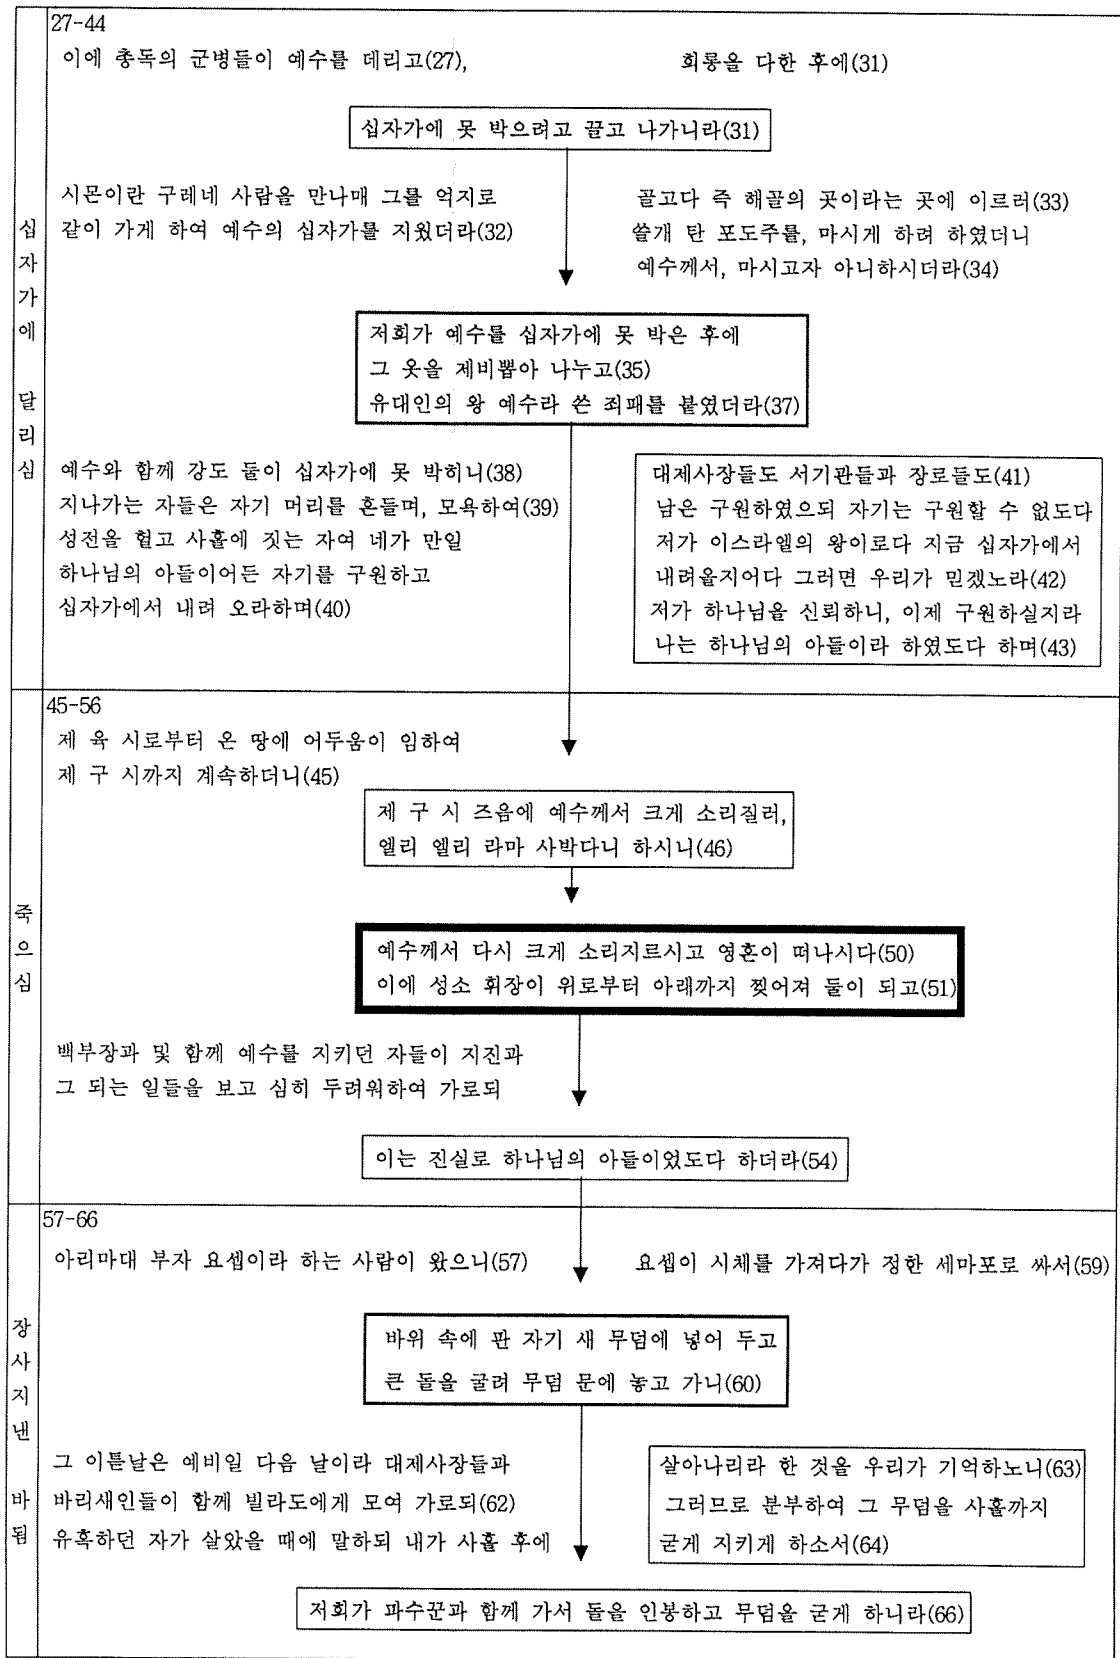 27-44
이에 총독의 군병들이 예수를 데리고(27),
희롱을 다한 후에(31)
십자가에 못 박으려고 끌고 나가니라(31)
시몬이란 구레네 사람을 만나매 그를 억지로
같이 가게 하여 예수의 십자가를 지웠더라(32)
골고다 즉 해골의 곳이라는 곳에 이르러(33)
쓸개 탄 포도주를, 마시게 하려 하였더니
예수께서, 마시고자 아니하시더라(34)
십자가에 달리심
저희가 예수를 십자가에 못 박은 후에
그 옷을 제비뽑아 나누고(35)
유대인의 왕 예수라 쓴 죄패를 붙였더라(37)
예수와 함께 강도 둘이 십자가에 못 박히니(38)
지나가는 자들은 자기 머리를 흔들며, 모욕하여(39)
성전을 헐고 사흘에 짓는 자여 네가 만일
하나님의 아들이어든 자기를 구원하고
십자가에서 내려 오라하며(40)
대제사장들도 서기관들과 장로들도(41)
남은 구원하였으되 자기는 구원할 수 없도다
저가 이스라엘의 왕이로다 지금 십자가에서
내려올지어다 그러면 우리가 믿겠노라(42)
저가 하나님을 신뢰하니, 이제 구원하실지라
나는 하나님의 아들이라 하였도다 하며(43)
45-56
제 육 시로부터 온 땅에 어두움이 임하여
제 구 시까지 계속하더니(45)
제 구 시 즈음에 예수께서 크게 소리질러,
엘리 엘리 라마 사박다니 하시니(46)
죽으심
예수께서 다시 크게 소리지르시고 영혼이 떠나시다(50)
이에 성소 휘장이 위로부터 아래까지 찢어져 둘이 되고(51)
백부장과 및 함께 예수를 지키던 자들이 지진과
그 되는 일들을 보고 심히 두려워하여 가로되
이는 진실로 하나님의 아들이었도다 하더라(54)
57-66
아리마대 부자 요셉이라 하는 사람이 왔으니(57)
요셉이 시체를 가져다가 정한 세마포로 싸서(59)
장사지낸 바 됨
바위 속에 판 자기 새 무덤에 넣어 두고
큰 돌을 굴려 무덤 문에 놓고 가니(60)
그 이튿날은 예비일 다음 날이라 대제사장들과
바리새인들이 함께 빌라도에게 모여 가로되(62)
유혹하던 자가 살았을 때에 말하되 내가 사흘 후에
살아나리라 한 것을 우리가 기억하노니(63)
그러므로 분부하여 그 무덤을 사흘까지
굳게 지키게 하소서(64)
저희가 파수꾼과 함께 가서 돌을 인봉하고 무덤을 굳게 하니라(66)